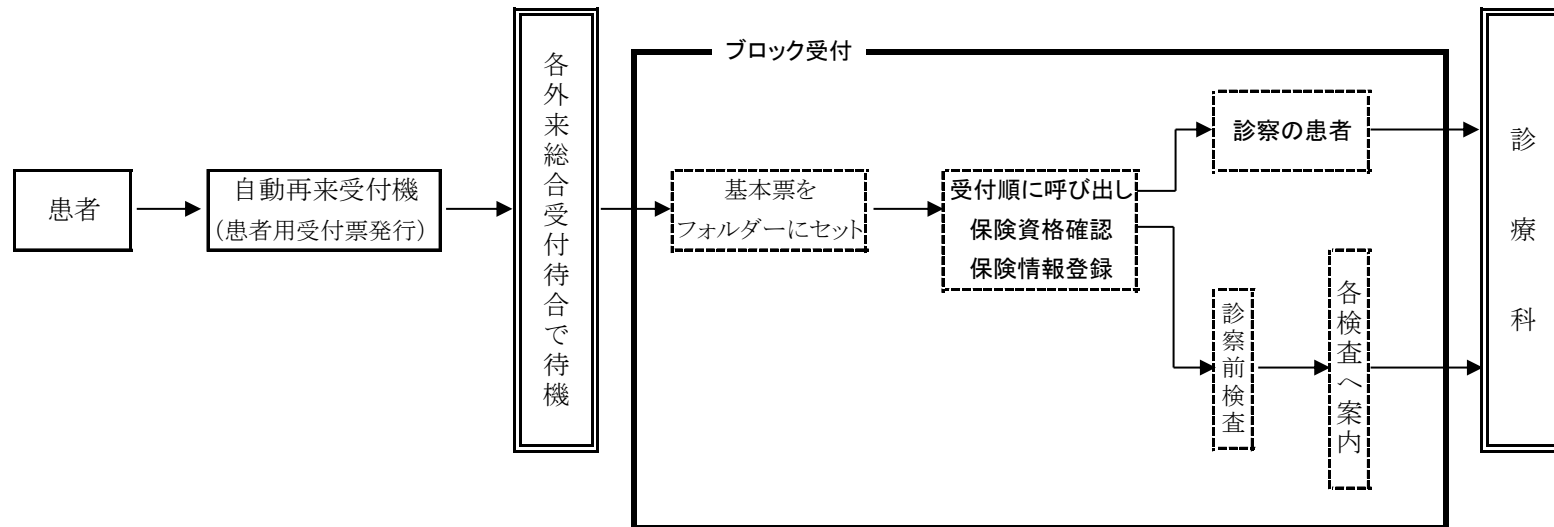 患者
自動再来受付機
(患者用受付票発行)
各外来総合受付待合で待機
ブロック受付
基本票を
フォルダーにセット
受付順に呼び出し
保険資格確認
保険情報登録
診察の患者
診察前検査
各検査へ案内
診療科